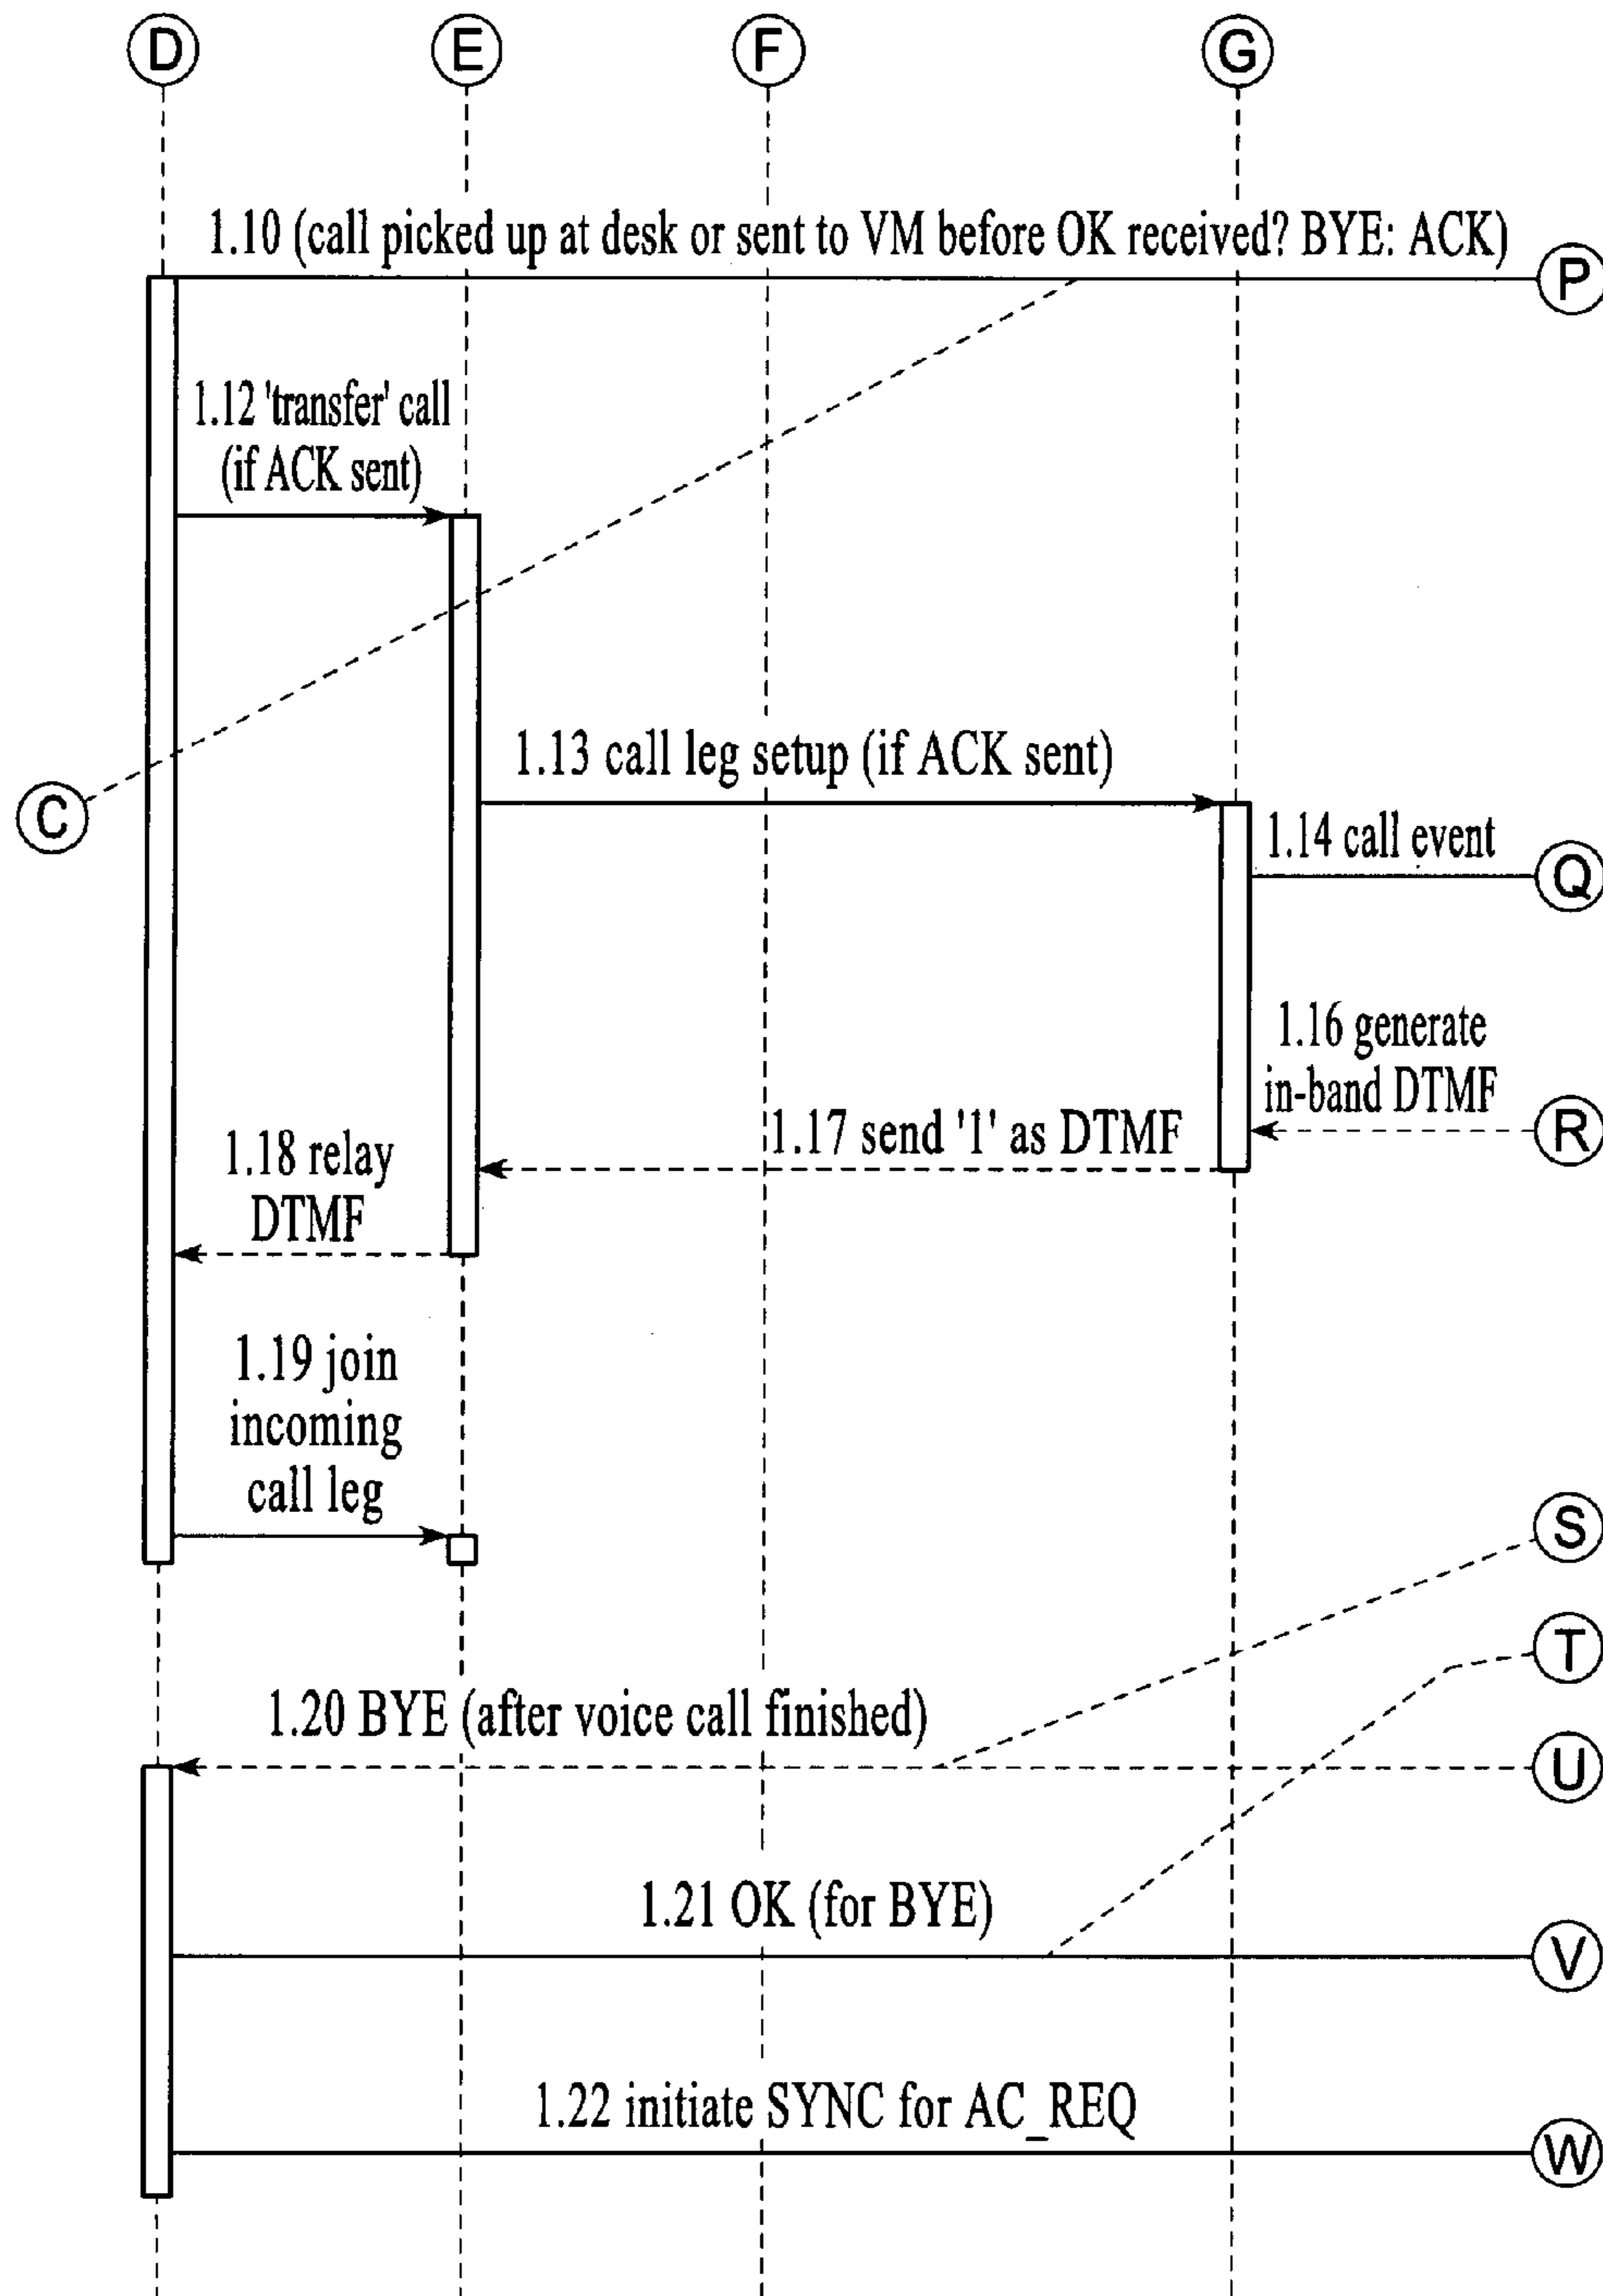 D E F G
1.10 (call picked up at desk or sent to VM before OK received? BYE: ACK)
P
1.12 'transfer' call
(if ACK sent)
1.13 call leg setup (if ACK sent)
C
1.14 call event
Q
1.16 generate
in-band DTMF
R
1.17 send '1' as DTMF
1.18 relay
DTMF
1.19 join
incoming
call leg
S
T
1.20 BYE (after voice call finished)
U
1.21 OK (for BYE)
V
1.22 initiate SYNC for AC_REQ
W